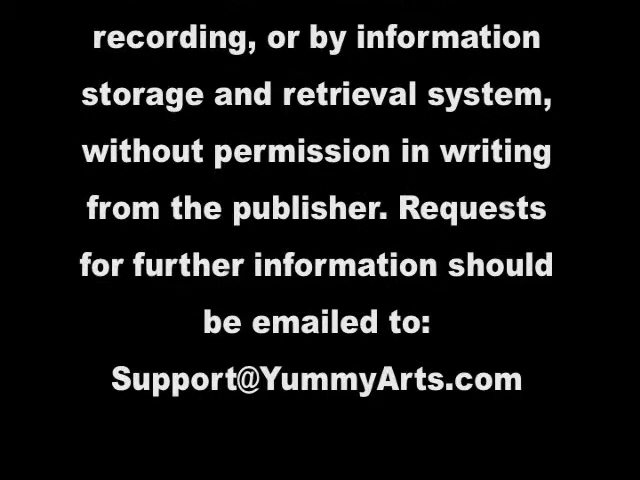 recording, or by information
storage and retrieval system,
without permission in writing
from the publisher. Requests
for further information should
be emailed to:
Support@YummyArts.com